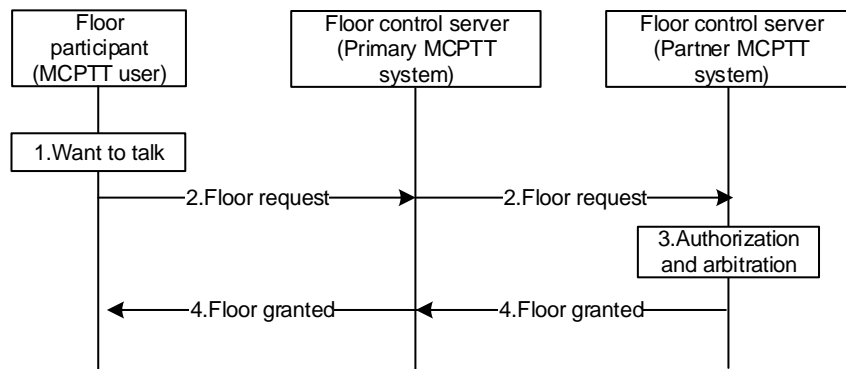 Floor
participant
(MCPTT user)
Floor control server
(Primary MCPTT
system)
Floor control server
(Partner MCPTT
system)
1.Want to talk
2.Floor request
2.Floor request
3.Authorization
and arbitration
4.Floor granted
4.Floor granted